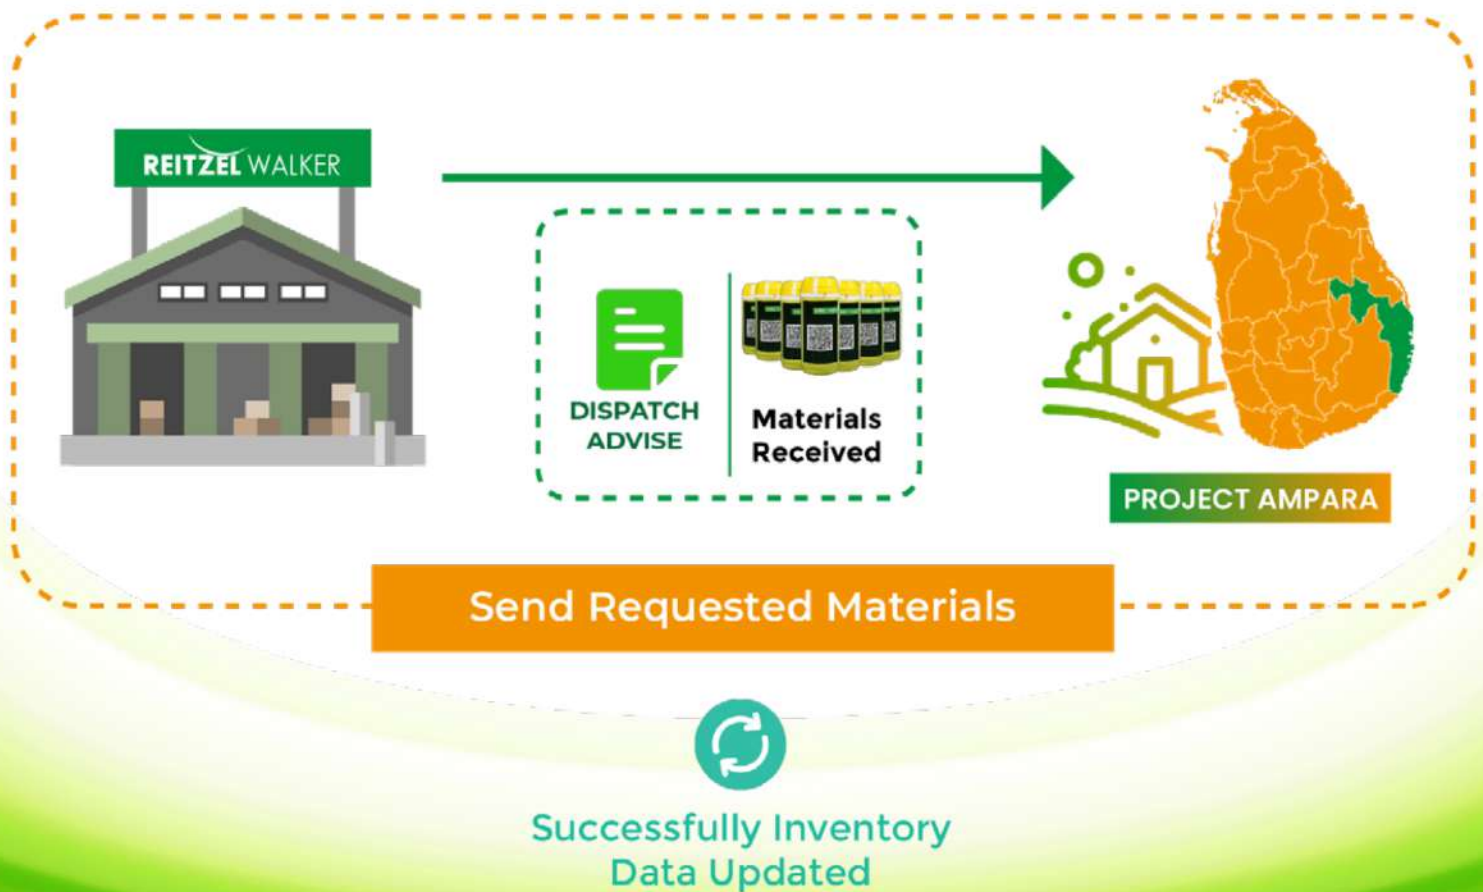 REITZEL WALKER
DISPATCH
ADVISE
Materials
Received
PROJECT AMPARA
Send Requested Materials
Successfully Inventory
Data Updated